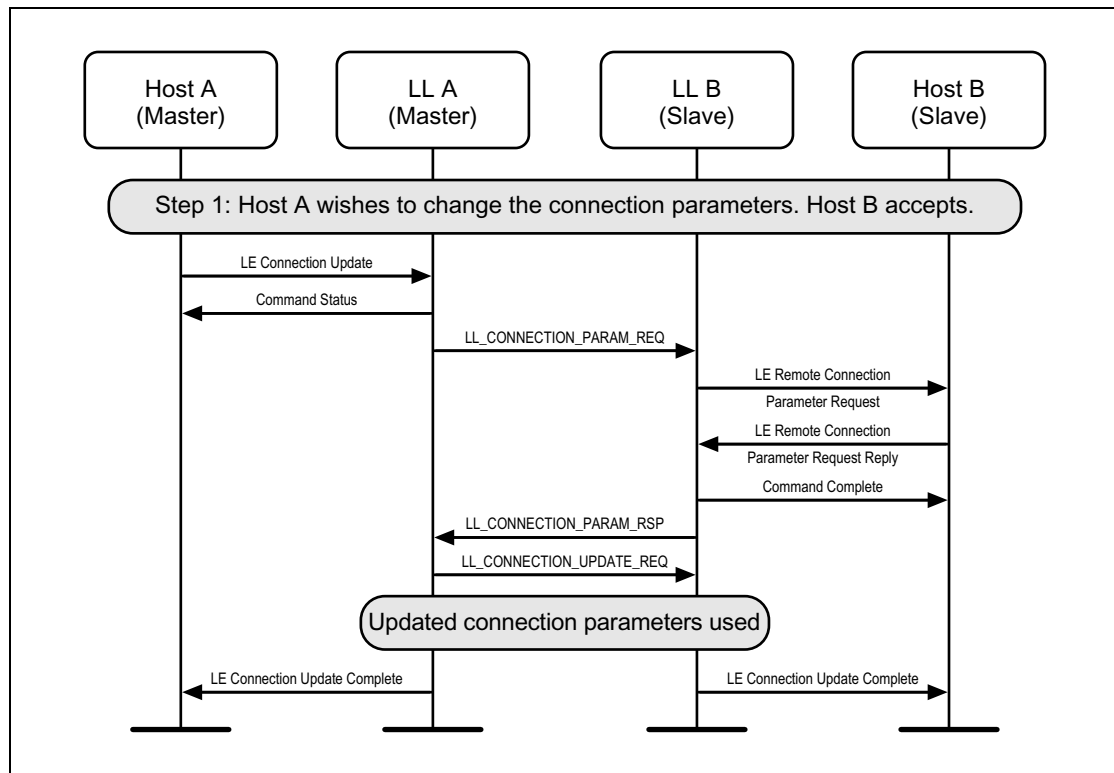 Host A
(Master)
LL A
(Master)
LL B
(Slave)
Host B
(Slave)
Step 1: Host A wishes to change the connection parameters. Host B accepts.
LE Connection Update
Command Status
LL_CONNECTION_PARAM_REQ
LE Remote Connection
Parameter Request
LE Remote Connection
Parameter Request Reply
Command Complete
LL_CONNECTION_PARAM_RSP
LL_CONNECTION_UPDATE_REQ
Updated connection parameters used
LE Connection Update Complete
LE Connection Update Complete